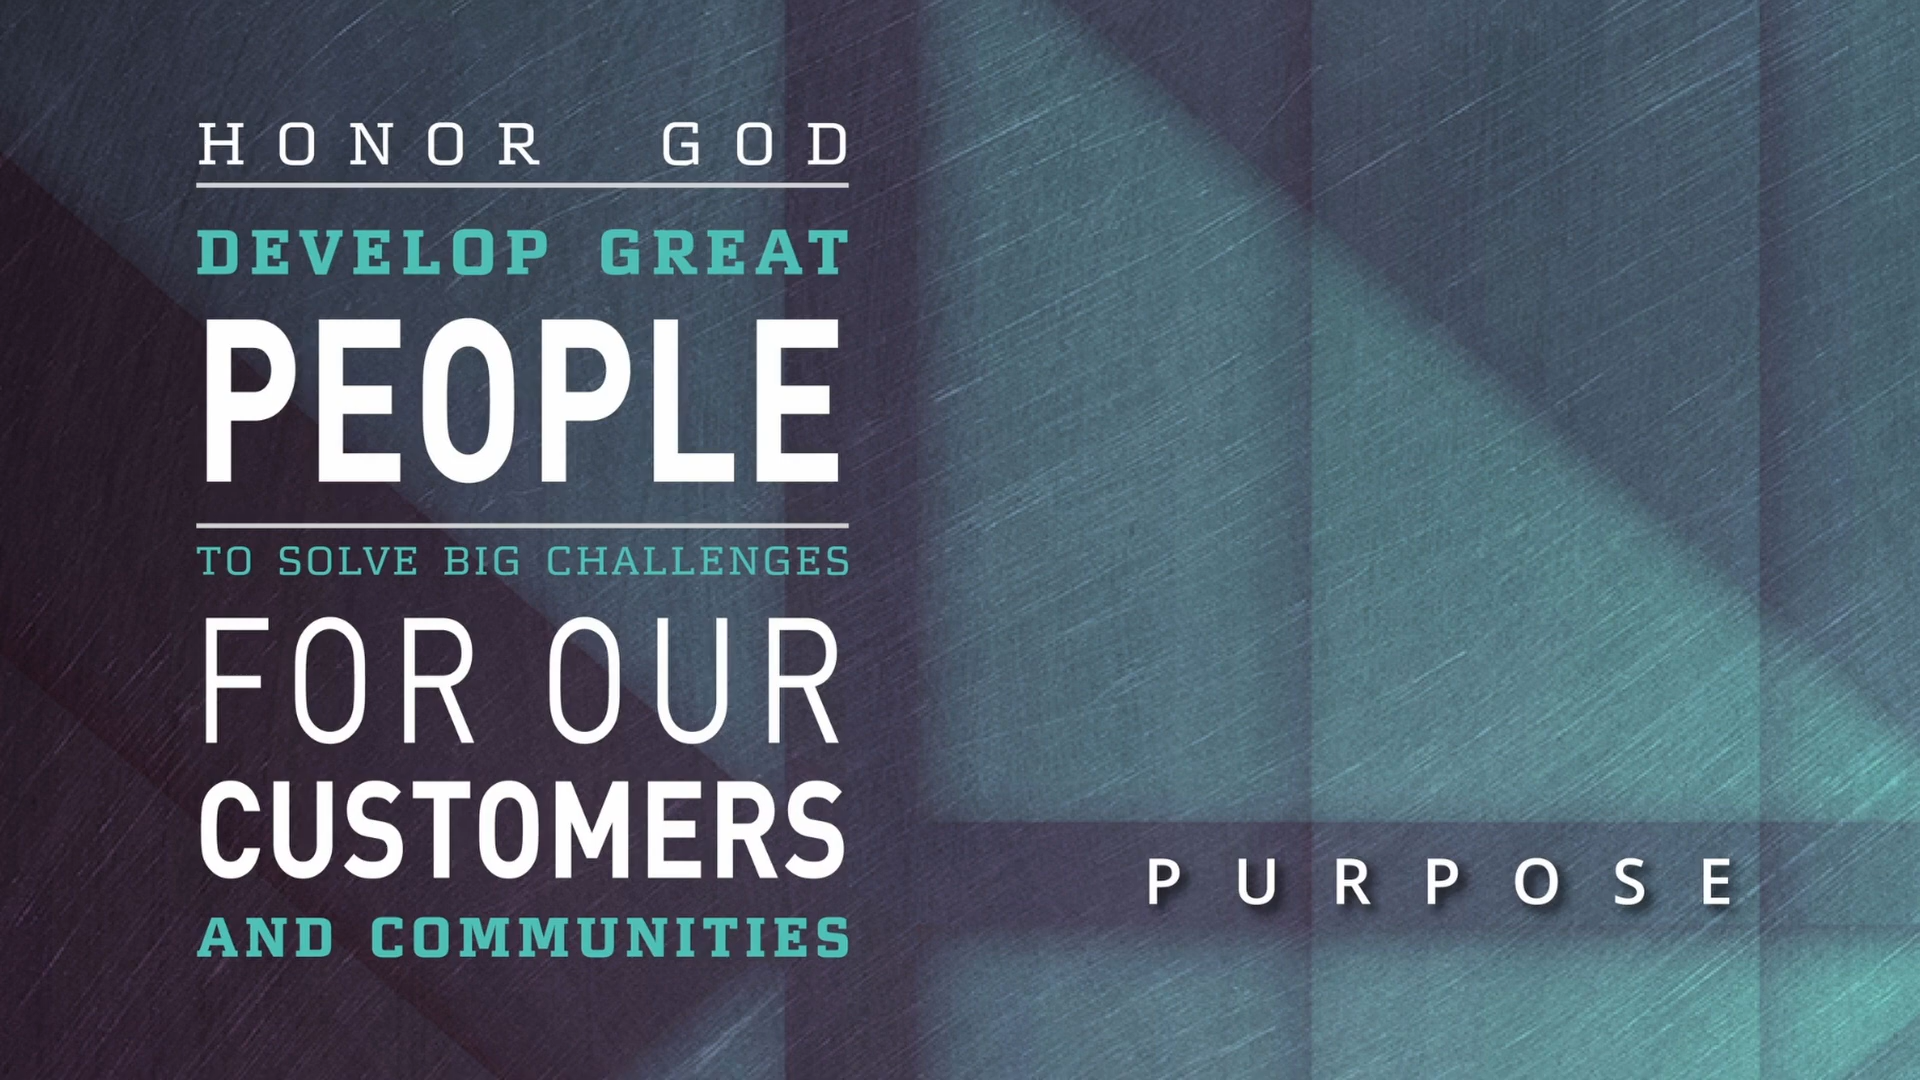 HONOR GOD
DEVELOP GREAT
PEOPLE
TO SOLVE BIG CHALLENGES
FOR OUR
CUSTOMERS
AND COMMUNITIES
PURPOSE